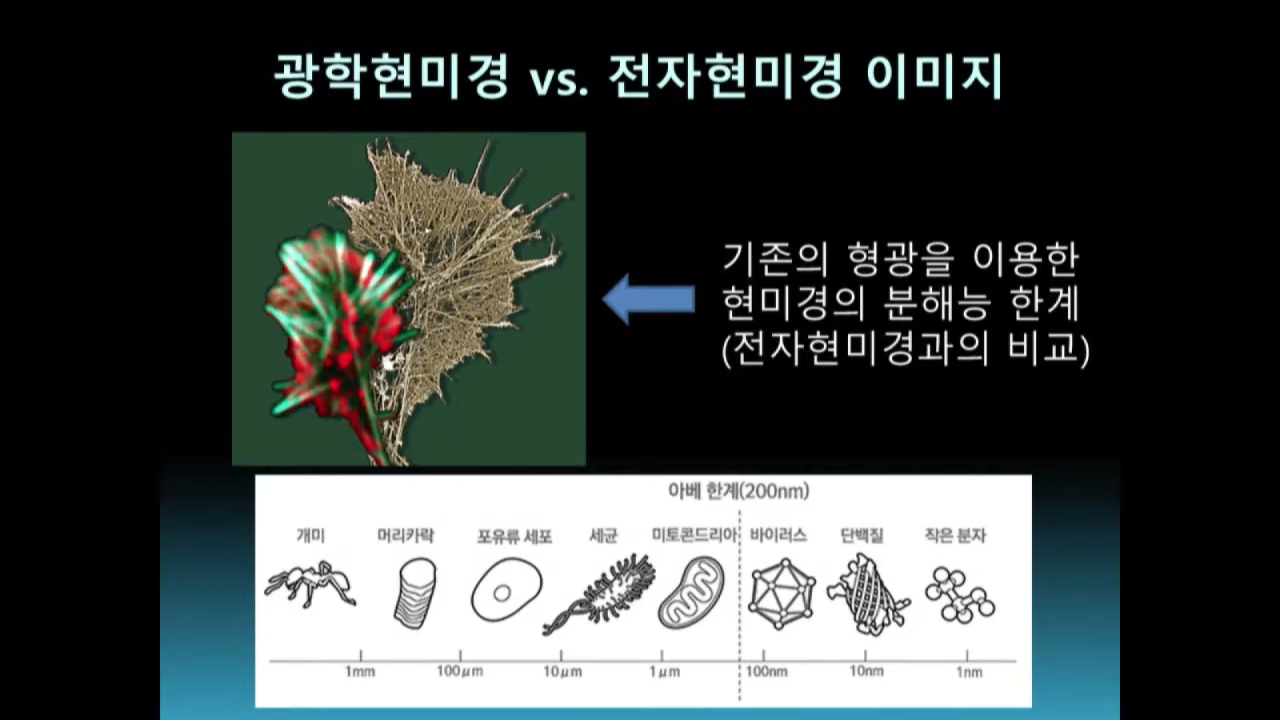 광학현미경 vs. 전자현미경 이미지
기존의 형광을 이용한
현미경의 분해능 한계
(전자현미경과의 비교)
아베 한계(200nm)
개미 머리카락 포유류 세포 세균 미토콘드리아 바이러스 단백질 작은 분자
1mm 100μm 10μm 1μm 100nm 10nm 1nm